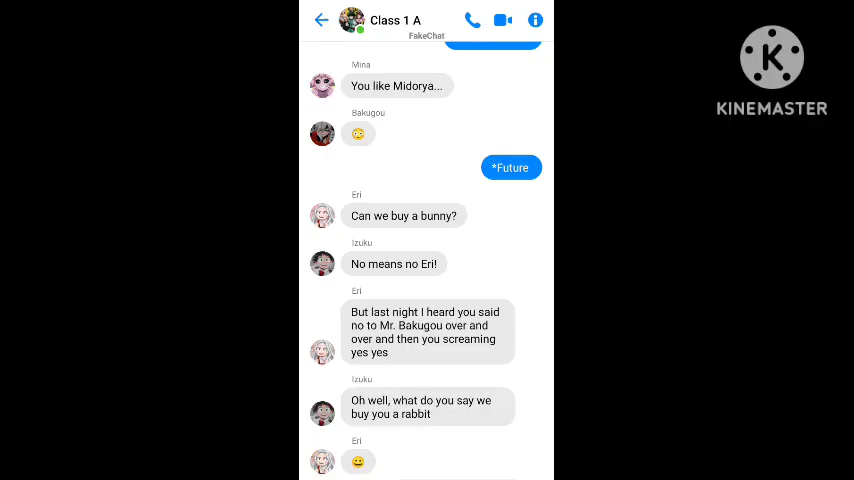 Class 1 A
FakeChat
Mina
You like Midorya...
Bakugou
*Future
Eri
Can we buy a bunny?
Izuku
No means no Eri!
Eri
But last night I heard you said
no to Mr. Bakugou over and
over and then you screaming
yes yes
Izuku
Oh well, what do you say we
buy you a rabbit
Eri
K
KINEMASTER